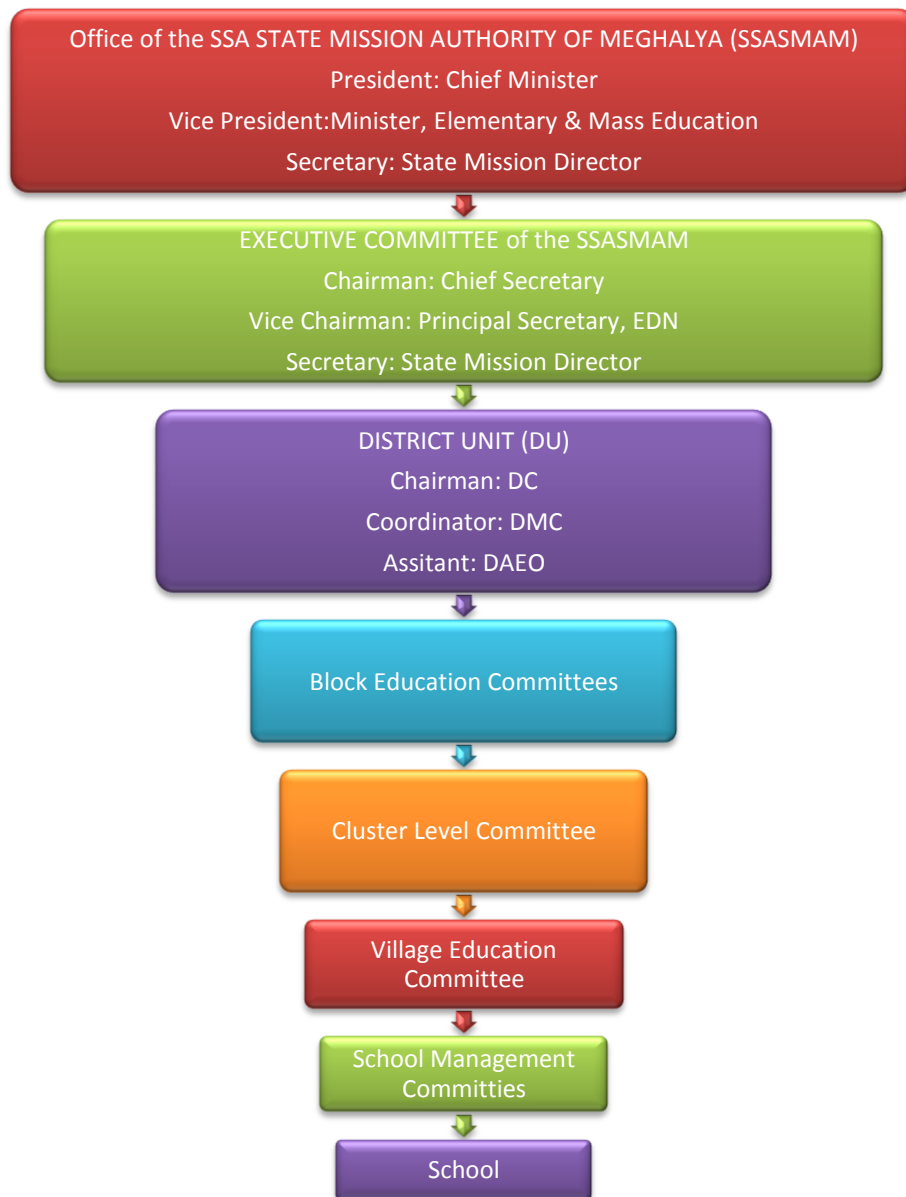 Office of the SSA STATE MISSION AUTHORITY OF MEGHALYA (SSASMAM)
President: Chief Minister
Vice President:Minister, Elementary & Mass Education
Secretary: State Mission Director
EXECUTIVE COMMITTEE of the SSASMAM
Chairman: Chief Secretary
Vice Chairman: Principal Secretary, EDN
Secretary: State Mission Director
DISTRICT UNIT (DU)
Chairman: DC
Coordinator: DMC
Assitant: DAEO
Block Education Committees
Cluster Level Committee
Village Education
Committee
School Management
Committies
School